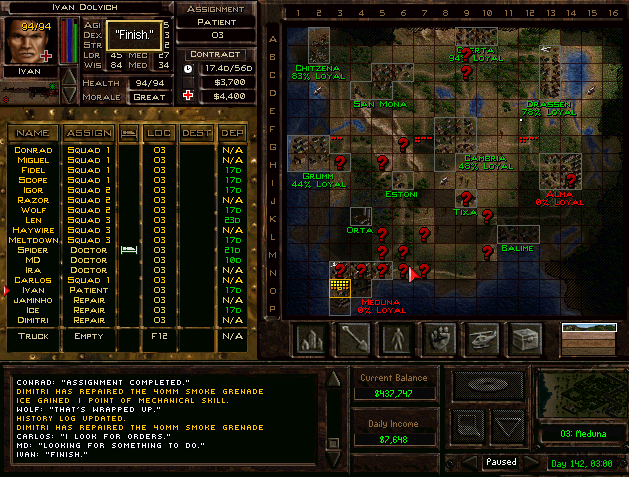 IVAN DOLVICH
94/94
IVAN
"FINISH."
AGI
DEX
STR
LDR 45 MEC 27
WIS 84 MED 34
HEALTH 94/94
MORALE GREAT
ASSIGNMENT
PATIENT
O3
CONTRACT
17.4D/56D
$3,700
$4,400
NAME ASSIGN LOC DEST DEP
CONRAD SQUAD 1 O3 N/A
MIGUEL SQUAD 1 O3 N/A
FIDEL SQUAD 1 O3 17D
SCOPE SQUAD 1 O3 17D
IGOR SQUAD 2 O3 17D
RAZOR SQUAD 2 O3 N/A
WOLF SQUAD 2 O3 17D
LEN SQUAD 3 O3 23D
HAYWIRE SQUAD 3 O3 N/A
MELTDOWN SQUAD 3 O3 17D
SPIDER DOCTOR O3 21D
MD DOCTOR O3 10D
IRA DOCTOR O3 N/A
CARLOS SQUAD 1 O3 N/A
IVAN PATIENT O3 17D
JAMINHO REPAIR O3 N/A
ICE REPAIR O3 17D
DIMITRI REPAIR O3 N/A
TRUCK EMPTY F12 N/A
1 2 3 4 5 6 7 8 9 10 11 12 13 14 15 16
A
B
C
D
E
F
G
H
I
J
K
L
M
N
O
P
CHITZENA
83% LOYAL
94% LOYAL
SAN MONA
DRASSEN
CAMBRIA
GRUMM
44% LOYAL
ESTONI
ALMA
0% LOYAL
TIXA
ORTA
BALIME
MEDUNA
0% LOYAL
CONRAD: "ASSIGNMENT COMPLETED."
DIMITRI HAS REPAIRED THE 40MM SMOKE GRENADE
ICE GAINED 1 POINT OF MECHANICAL SKILL.
WOLF: "THAT'S WRAPPED UP."
HISTORY LOG UPDATED.
DIMITRI HAS REPAIRED THE 40MM SMOKE GRENADE
CARLOS: "I LOOK FOR ORDERS."
MD: "LOOKING FOR SOMETHING TO DO."
IVAN: "FINISH."
Current Balance
$437,747
Daily Income
$7,648
O3: Meduna
Paused
Day 142, 03:00